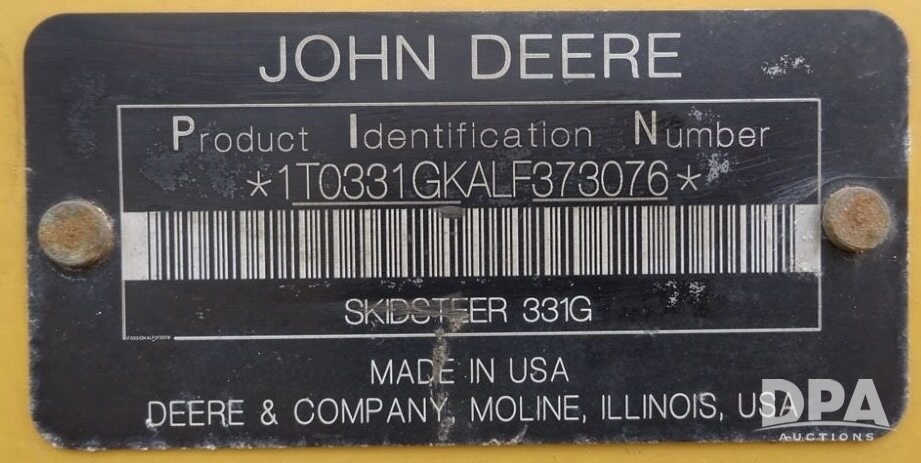 JOHN DEERE
Product Identification Number
*1T0331GKALF373076*
SKIDSTEER 331G
MADE IN USA
DEERE & COMPANY MOLINE, ILLINOIS, USA
DPA
AUCTIONS